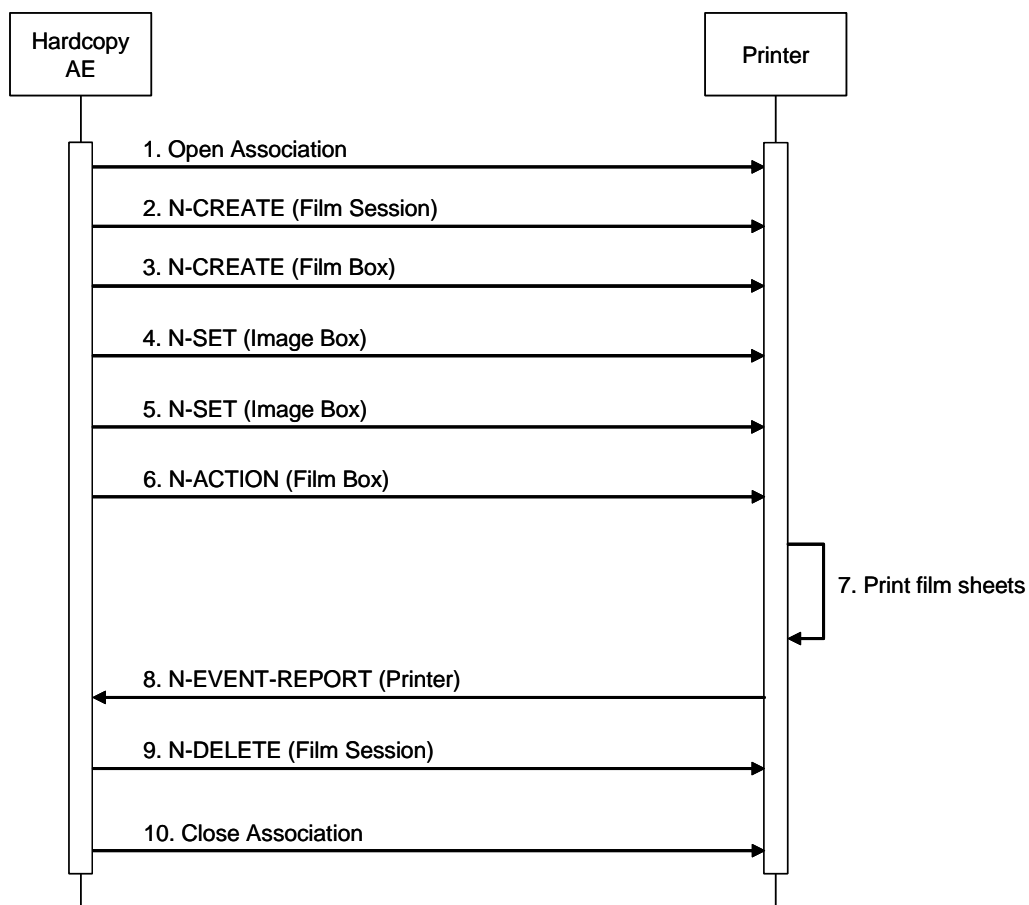 Hardcopy
AE
Printer
1. Open Association
2. N-CREATE (Film Session)
3. N-CREATE (Film Box)
4. N-SET (Image Box)
5. N-SET (Image Box)
6. N-ACTION (Film Box)
7. Print film sheets
8. N-EVENT-REPORT (Printer)
9. N-DELETE (Film Session)
10. Close Association